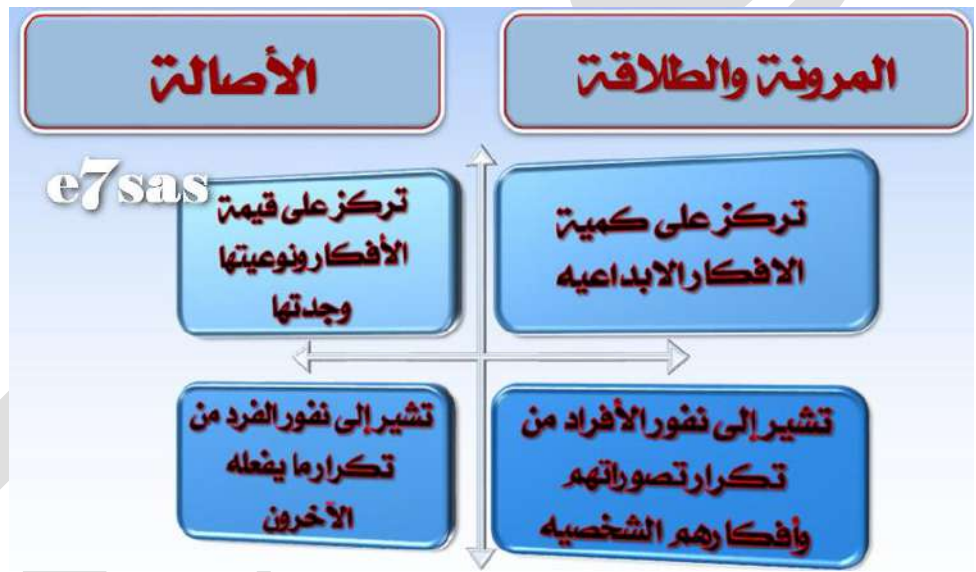 المرونة والطلاقة
الأصالة
e7sas
تركز على كمية
الافكار الابداعيه
تركز على قيمة
الأفكار ونوعيتها
وجدتها
تشير إلى نفور الأفراد من
تكرار تصوراتهم
وأفكارهم الشخصيه
تشير إلى نفور الفرد من
تكرار ما يفعله
الآخرون